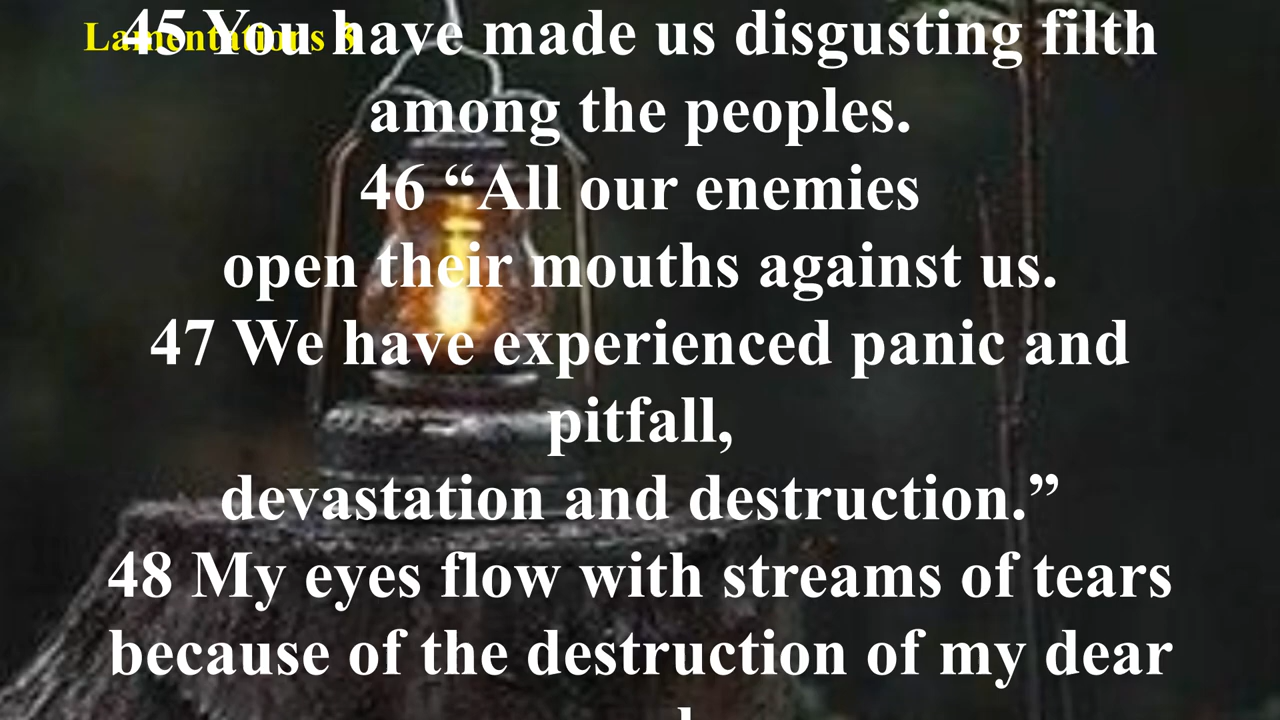 Lamentations 3
45 You have made us disgusting filth
among the peoples.
46 “All our enemies
open their mouths against us.
47 We have experienced panic and
pitfall,
devastation and destruction.”
48 My eyes flow with streams of tears
because of the destruction of my dear